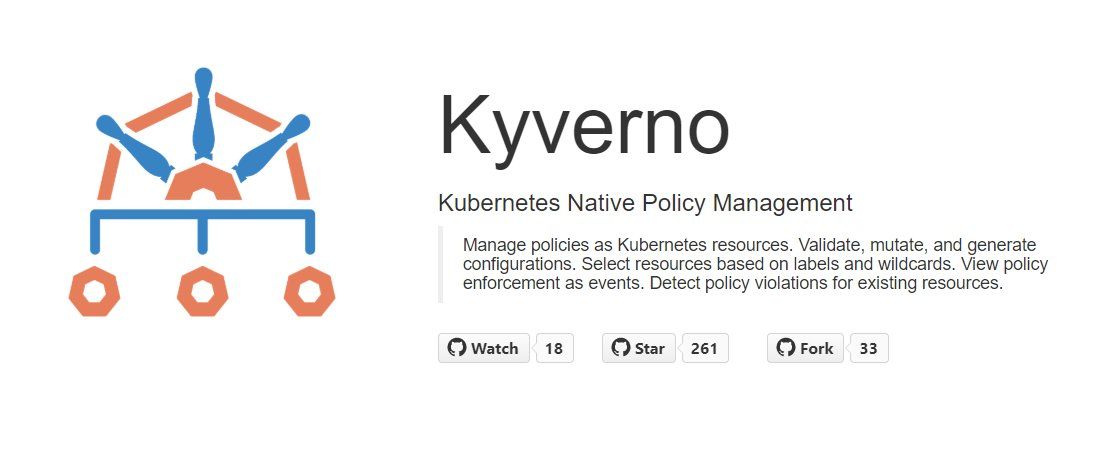 Kyverno
Kubernetes Native Policy Management
Manage policies as Kubernetes resources. Validate, mutate, and generate
configurations. Select resources based on labels and wildcards. View policy
enforcement as events. Detect policy violations for existing resources.
Watch 18 Star 261 Fork 33